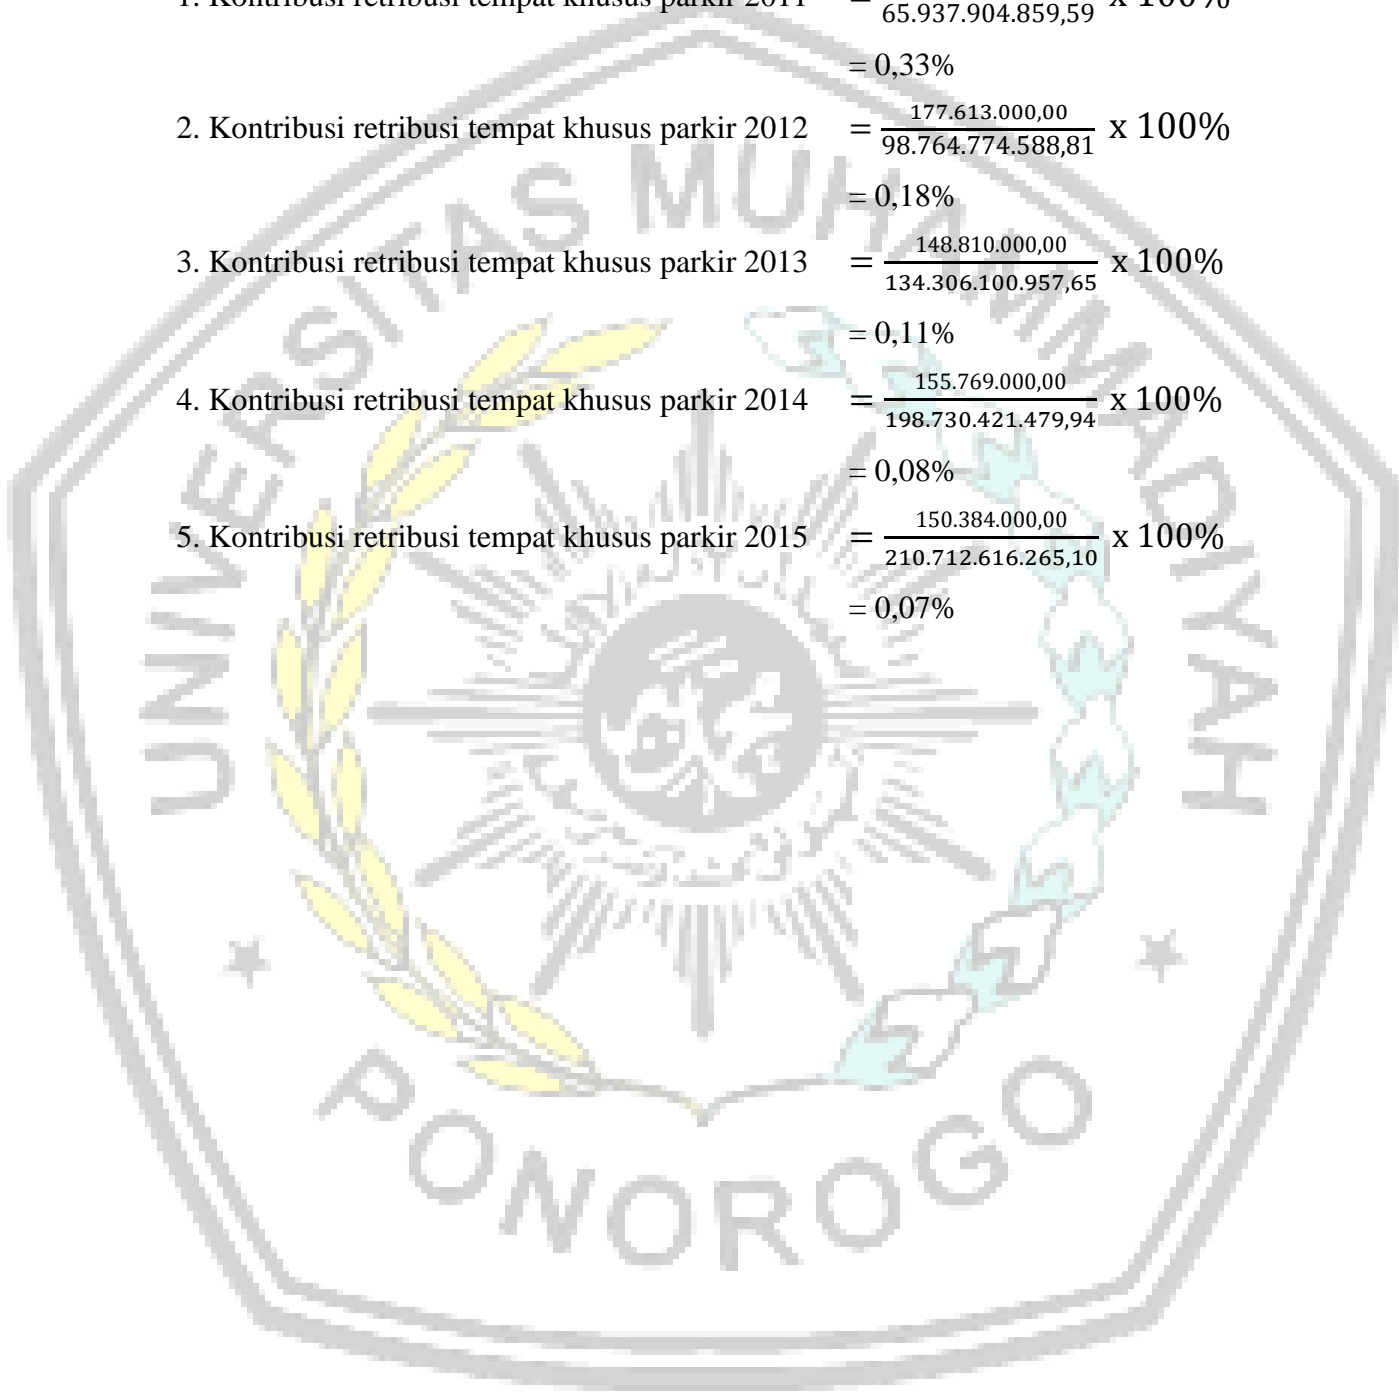 1. Kontribusi retribusi tempat khusus parkir 2011 = 65.937.904.859,59 x 100%
= 0,33%
2. Kontribusi retribusi tempat khusus parkir 2012 = 177.613.000,00 / 98.764.774.588,81 x 100%
= 0,18%
3. Kontribusi retribusi tempat khusus parkir 2013 = 148.810.000,00 / 134.306.100.957,65 x 100%
= 0,11%
4. Kontribusi retribusi tempat khusus parkir 2014 = 155.769.000,00 / 198.730.421.479,94 x 100%
= 0,08%
5. Kontribusi retribusi tempat khusus parkir 2015 = 150.384.000,00 / 210.712.616.265,10 x 100%
= 0,07%
UNIVERSITAS MUHAMMADIYAH
PONOROGO